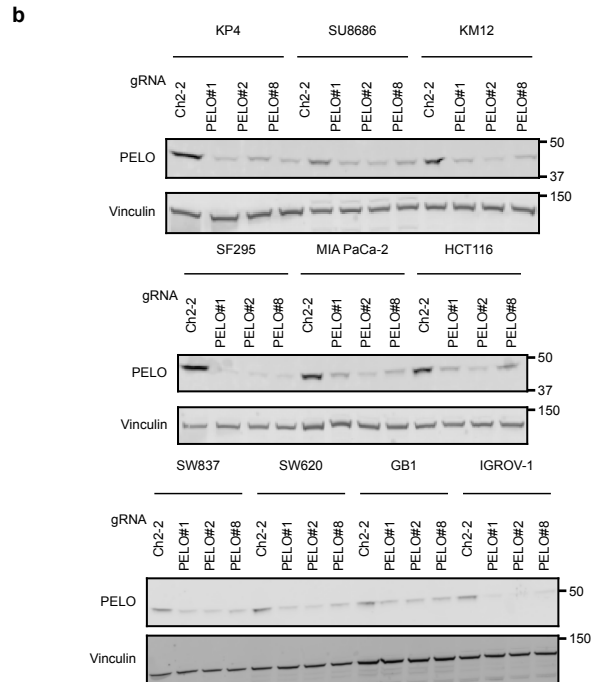 b
KP4 SU8686 KM12
gRNA Ch2-2 PELO#1 PELO#2 PELO#8 Ch2-2 PELO#1 PELO#2 PELO#8 Ch2-2 PELO#1 PELO#2 PELO#8
PELO 50
37
Vinculin 150
SF295 MIA PaCa-2 HCT116
gRNA Ch2-2 PELO#1 PELO#2 PELO#8 Ch2-2 PELO#1 PELO#2 PELO#8 Ch2-2 PELO#1 PELO#2 PELO#8
PELO 50
37
Vinculin 150
SW837 SW620 GB1 IGROV-1
gRNA Ch2-2 PELO#1 PELO#2 PELO#8 Ch2-2 PELO#1 PELO#2 PELO#8 Ch2-2 PELO#1 PELO#2 PELO#8 Ch2-2 PELO#1 PELO#2 PELO#8
PELO 50
Vinculin 150